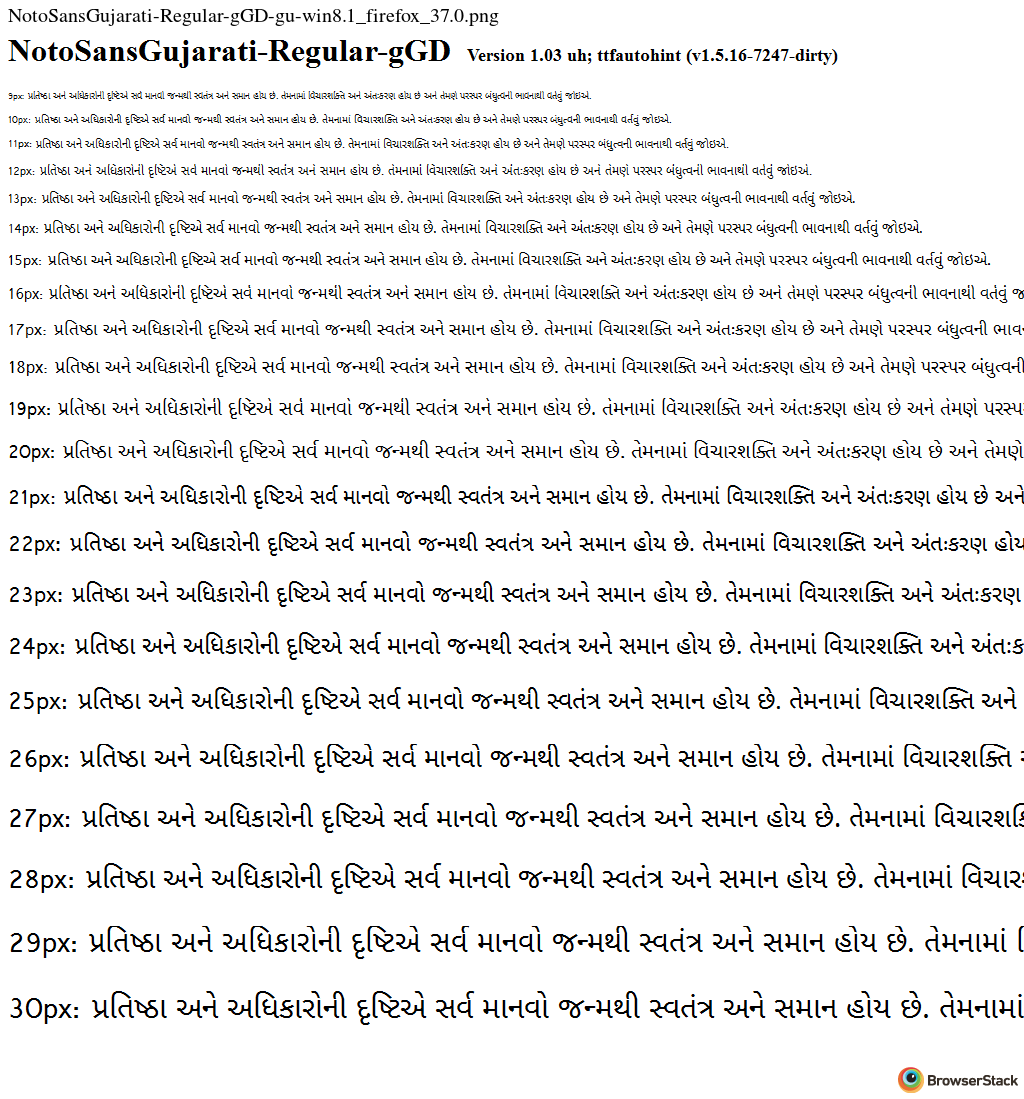 NotoSansGujarati-Regular-gGD-gu-win8.1_firefox_37.0.png
NotoSansGujarati-Regular-gGD Version 1.03 uh; ttfautohint (v1.5.16-7247-dirty)
9px: પ્રતિષ્ઠા અને અધિકારોની દૃષ્ટિએ સર્વ માનવો જન્મથી સ્વતંત્ર અને સમાન હોય છે. તેમનામાં વિચારશક્તિ અને અંતઃકરણ હોય છે અને તેમણે પરસ્પર બંધુત્વની ભાવનાથી વર્તવું જોઇએ.
10px: પ્રતિષ્ઠા અને અધિકારોની દૃષ્ટિએ સર્વ માનવો જન્મથી સ્વતંત્ર અને સમાન હોય છે. તેમનામાં વિચારશક્તિ અને અંતઃકરણ હોય છે અને તેમણે પરસ્પર બંધુત્વની ભાવનાથી વર્તવું જોઇએ.
11px: પ્રતિષ્ઠા અને અધિકારોની દૃષ્ટિએ સર્વ માનવો જન્મથી સ્વતંત્ર અને સમાન હોય છે. તેમનામાં વિચારશક્તિ અને અંતઃકરણ હોય છે અને તેમણે પરસ્પર બંધુત્વની ભાવનાથી વર્તવું જોઇએ.
12px: પ્રતિષ્ઠા અને અધિકારોની દૃષ્ટિએ સર્વ માનવો જન્મથી સ્વતંત્ર અને સમાન હોય છે. તેમનામાં વિચારશક્તિ અને અંતઃકરણ હોય છે અને તેમણે પરસ્પર બંધુત્વની ભાવનાથી વર્તવું જોઇએ.
13px: પ્રતિષ્ઠા અને અધિકારોની દૃષ્ટિએ સર્વ માનવો જન્મથી સ્વતંત્ર અને સમાન હોય છે. તેમનામાં વિચારશક્તિ અને અંતઃકરણ હોય છે અને તેમણે પરસ્પર બંધુત્વની ભાવનાથી વર્તવું જોઇએ.
14px: પ્રતિષ્ઠા અને અધિકારોની દૃષ્ટિએ સર્વ માનવો જન્મથી સ્વતંત્ર અને સમાન હોય છે. તેમનામાં વિચારશક્તિ અને અંતઃકરણ હોય છે અને તેમણે પરસ્પર બંધુત્વની ભાવનાથી વર્તવું જોઇએ.
15px: પ્રતિષ્ઠા અને અધિકારોની દૃષ્ટિએ સર્વ માનવો જન્મથી સ્વતંત્ર અને સમાન હોય છે. તેમનામાં વિચારશક્તિ અને અંતઃકરણ હોય છે અને તેમણે પરસ્પર બંધુત્વની ભાવનાથી વર્તવું જોઇએ.
16px: પ્રતિષ્ઠા અને અધિકારોની દૃષ્ટિએ સર્વ માનવો જન્મથી સ્વતંત્ર અને સમાન હોય છે. તેમનામાં વિચારશક્તિ અને અંતઃકરણ હોય છે અને તેમણે પરસ્પર બંધુત્વની ભાવનાથી વર્તવું
17px: પ્રતિષ્ઠા અને અધિકારોની દૃષ્ટિએ સર્વ માનવો જન્મથી સ્વતંત્ર અને સમાન હોય છે. તેમનામાં વિચારશક્તિ અને અંતઃકરણ હોય છે અને તેમણે પરસ્પર બંધુત્વની
18px: પ્રતિષ્ઠા અને અધિકારોની દૃષ્ટિએ સર્વ માનવો જન્મથી સ્વતંત્ર અને સમાન હોય છે. તેમનામાં વિચારશક્તિ અને અંતઃકરણ હોય છે અને તેમણે પરસ્પર બંધુત્વની
19px: પ્રતિષ્ઠા અને અધિકારોની દૃષ્ટિએ સર્વ માનવો જન્મથી સ્વતંત્ર અને સમાન હોય છે. તેમનામાં વિચારશક્તિ અને અંતઃકરણ હોય છે અને તેમણે
20px: પ્રતિષ્ઠા અને અધિકારોની દૃષ્ટિએ સર્વ માનવો જન્મથી સ્વતંત્ર અને સમાન હોય છે. તેમનામાં વિચારશક્તિ અને અંતઃકરણ હોય છે અને તેમણે
21px: પ્રતિષ્ઠા અને અધિકારોની દૃષ્ટિએ સર્વ માનવો જન્મથી સ્વતંત્ર અને સમાન હોય છે. તેમનામાં વિચારશક્તિ અને અંતઃકરણ હોય છે અને
22px: પ્રતિષ્ઠા અને અધિકારોની દૃષ્ટિએ સર્વ માનવો જન્મથી સ્વતંત્ર અને સમાન હોય છે. તેમનામાં વિચારશક્તિ અને અંતઃકરણ હોય
23px: પ્રતિષ્ઠા અને અધિકારોની દૃષ્ટિએ સર્વ માનવો જન્મથી સ્વતંત્ર અને સમાન હોય છે. તેમનામાં વિચારશક્તિ અને અંતઃકરણ
24px: પ્રતિષ્ઠા અને અધિકારોની દૃષ્ટિએ સર્વ માનવો જન્મથી સ્વતંત્ર અને સમાન હોય છે. તેમનામાં વિચારશક્તિ અને
25px: પ્રતિષ્ઠા અને અધિકારોની દૃષ્ટિએ સર્વ માનવો જન્મથી સ્વતંત્ર અને સમાન હોય છે. તેમનામાં વિચારશક્તિ અને
26px: પ્રતિષ્ઠા અને અધિકારોની દૃષ્ટિએ સર્વ માનવો જન્મથી સ્વતંત્ર અને સમાન હોય છે. તેમનામાં વિચારશક્તિ
27px: પ્રતિષ્ઠા અને અધિકારોની દૃષ્ટિએ સર્વ માનવો જન્મથી સ્વતંત્ર અને સમાન હોય છે. તેમનામાં
28px: પ્રતિષ્ઠા અને અધિકારોની દૃષ્ટિએ સર્વ માનવો જન્મથી સ્વતંત્ર અને સમાન હોય છે. તેમનામાં
29px: પ્રતિષ્ઠા અને અધિકારોની દૃષ્ટિએ સર્વ માનવો જન્મથી સ્વતંત્ર અને સમાન હોય છે. તેમનામાં
30px: પ્રતિષ્ઠા અને અધિકારોની દૃષ્ટિએ સર્વ માનવો જન્મથી સ્વતંત્ર અને સમાન હોય છે. તેમનામાં
BrowserStack